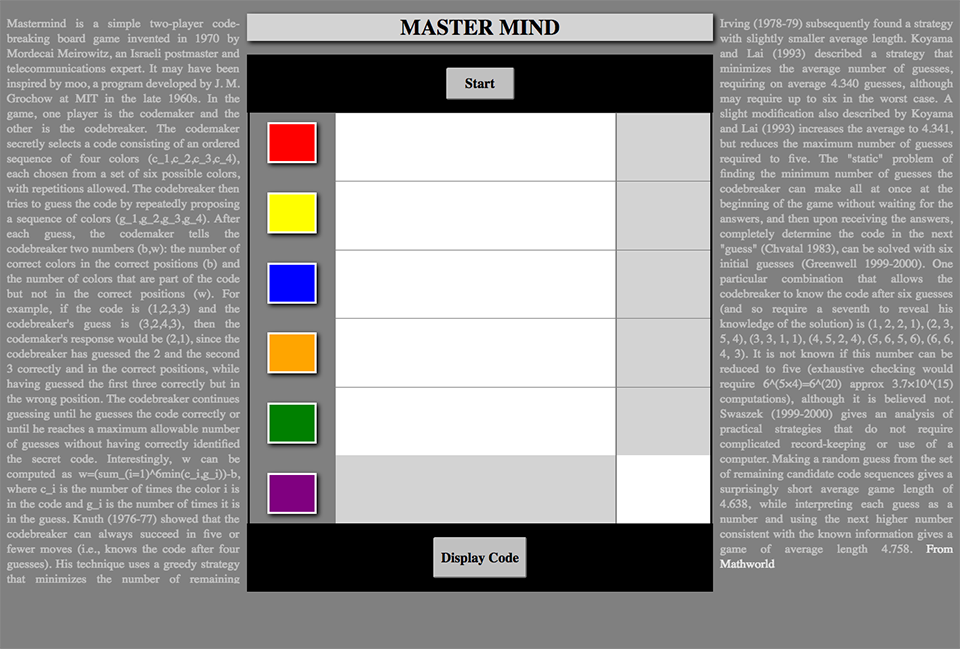 Mastermind is a simple two-player code-
breaking board game invented in 1970 by
Mordecai Meirowitz, an Israeli postmaster and
telecommunications expert. It may have been
inspired by moo, a program developed by J. M.
Grochow at MIT in the late 1960s. In the
game, one player is the codemaker and the
other is the codebreaker. The codemaker
secretly selects a code consisting of an ordered
sequence of four colors (c_1,c_2,c_3,c_4),
each chosen from a set of six possible colors,
with repetitions allowed. The codebreaker then
tries to guess the code by repeatedly proposing
a sequence of colors (g_1,g_2,g_3,g_4). After
each guess, the codemaker tells the
codebreaker two numbers (b,w): the number of
correct colors in the correct positions (b) and
the number of colors that are part of the code
but not in the correct positions (w). For
example, if the code is (1,2,3,3) and the
codebreaker's guess is (3,2,4,3), then the
codemaker's response would be (2,1), since the
codebreaker has guessed the 2 and the second
3 correctly and in the correct positions, while
having guessed the first three correctly but in
the wrong position. The codebreaker continues
guessing until he guesses the code correctly or
until he reaches a maximum allowable number
of guesses without having correctly identified
the secret code. Interestingly, w can be
computed as w=(sum_(i=1)^6min(c_i,g_i))-b,
where c_i is the number of times the color i is
in the code and g_i is the number of times it is
in the guess. Knuth (1976-77) showed that the
codebreaker can always succeed in five or
fewer moves (i.e., knows the code after four
guesses). His technique uses a greedy strategy
that minimizes the number of remaining
MASTER MIND
Start
Display Code
Irving (1978-79) subsequently found a strategy
with slightly smaller average length. Koyama
and Lai (1993) described a strategy that
minimizes the average number of guesses,
requiring on average 4.340 guesses, although
may require up to six in the worst case. A
slight modification also described by Koyama
and Lai (1993) increases the average to 4.341,
but reduces the maximum number of guesses
required to five. The "static" problem of
finding the minimum number of guesses the
codebreaker can make all at once at the
beginning of the game without waiting for the
answers, and then upon receiving the answers,
completely determine the code in the next
"guess" (Chvatal 1983), can be solved with six
initial guesses (Greenwell 1999-2000). One
particular combination that allows the
codebreaker to know the code after six guesses
(and so require a seventh to reveal his
knowledge of the solution) is (1, 2, 2, 1), (2, 3,
5, 4), (3, 3, 1, 1), (4, 5, 2, 4), (5, 6, 5, 6), (6, 6,
4, 3). It is not known if this number can be
reduced to five (exhaustive checking would
require 6^(5×4)=6^(20) approx 3.7×10^(15)
computations), although it is believed not.
Swaszek (1999-2000) gives an analysis of
practical strategies that do not require
complicated record-keeping or use of a
computer. Making a random guess from the set
of remaining candidate code sequences gives a
surprisingly short average game length of
4.638, while interpreting each guess as a
number and using the next higher number
consistent with the known information gives a
game of average length 4.758. From
Mathworld